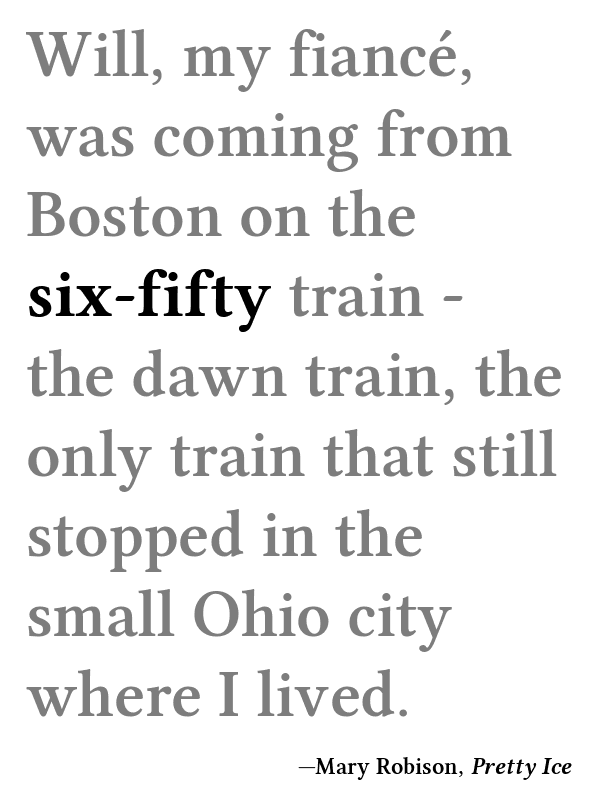 Will, my fiancé,
was coming from
Boston on the
six-fifty train -
the dawn train, the
only train that still
stopped in the
small Ohio city
where I lived.
—Mary Robison, Pretty Ice